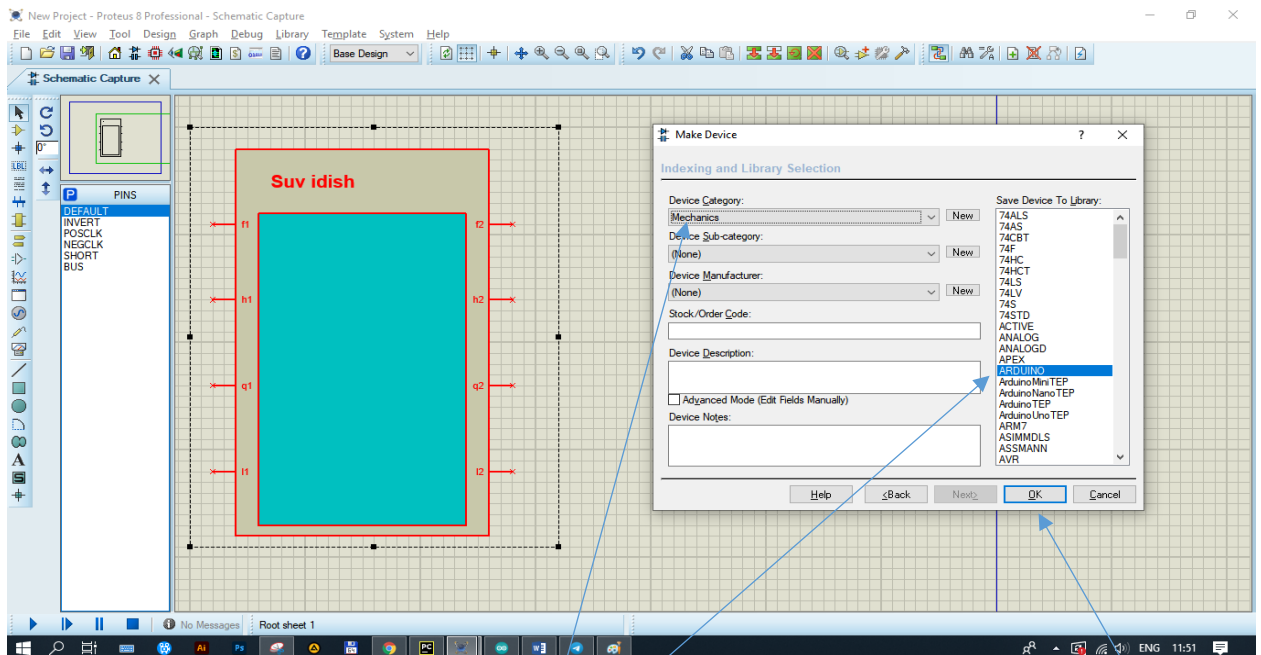 New Project - Proteus 8 Professional - Schematic Capture
File Edit View Tool Design Graph Debug Library Template System Help
Base Design
Schematic Capture
0°
LBL
P PINS
DEFAULT
INVERT
POSCLK
NEGCLK
SHORT
BUS
Suv idish
f1 f2
h1 h2
q1 q2
l1 l2
Make Device ?
Indexing and Library Selection
Device Category:
Mechanics New
Device Sub-category:
(None) New
Device Manufacturer:
(None) New
Stock/Order Code:
Device Description:
Advanced Mode (Edit Fields Manually)
Device Notes:
Save Device To Library:
74ALS
74AS
74CBT
74F
74HC
74HCT
74LS
74LV
74S
74STD
ACTIVE
ANALOG
ANALOGD
APEX
ARDUINO
ArduinoMiniTEP
ArduinoNanoTEP
ArduinoTEP
ArduinoUnoTEP
ARM7
ASIMMDLS
ASSMANN
AVR
Help <Back Next> OK Cancel
No Messages Root sheet 1
Ai Ps PC W ENG 11:51